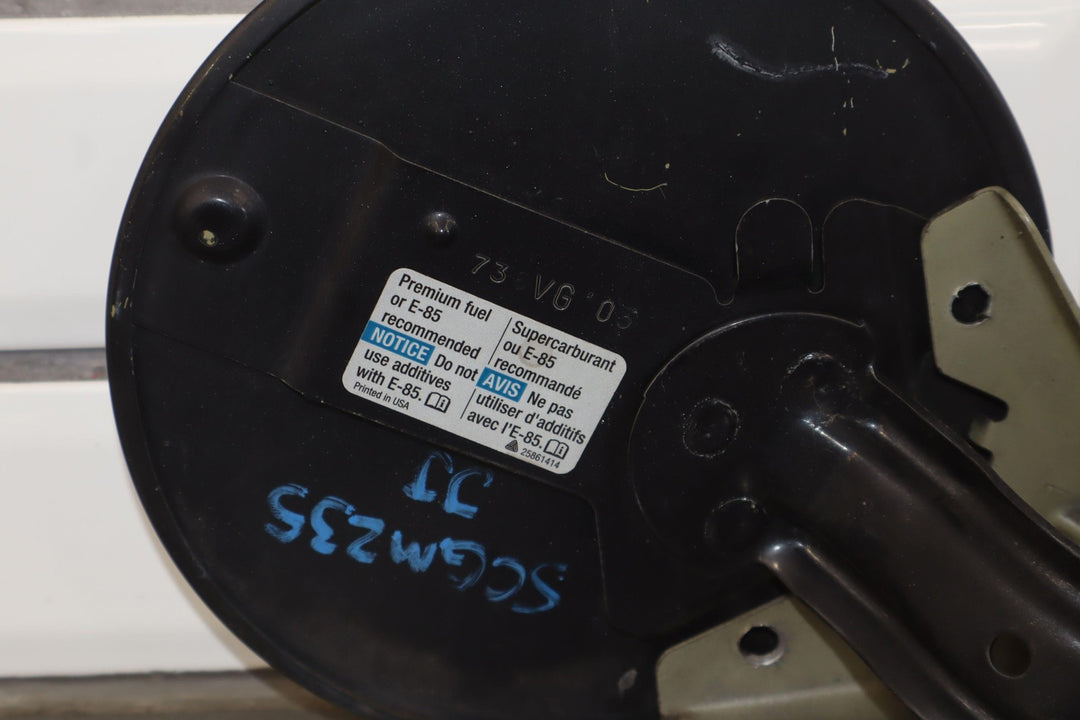 73 VG '03
Premium fuel
or E-85
recommended
NOTICE Do not
use additives
with E-85.
Printed in USA
Supercarburant
ou E-85
recommandé
AVIS Ne pas
utiliser d'additifs
avec l'E-85.
25861414
SCGM235
JJ